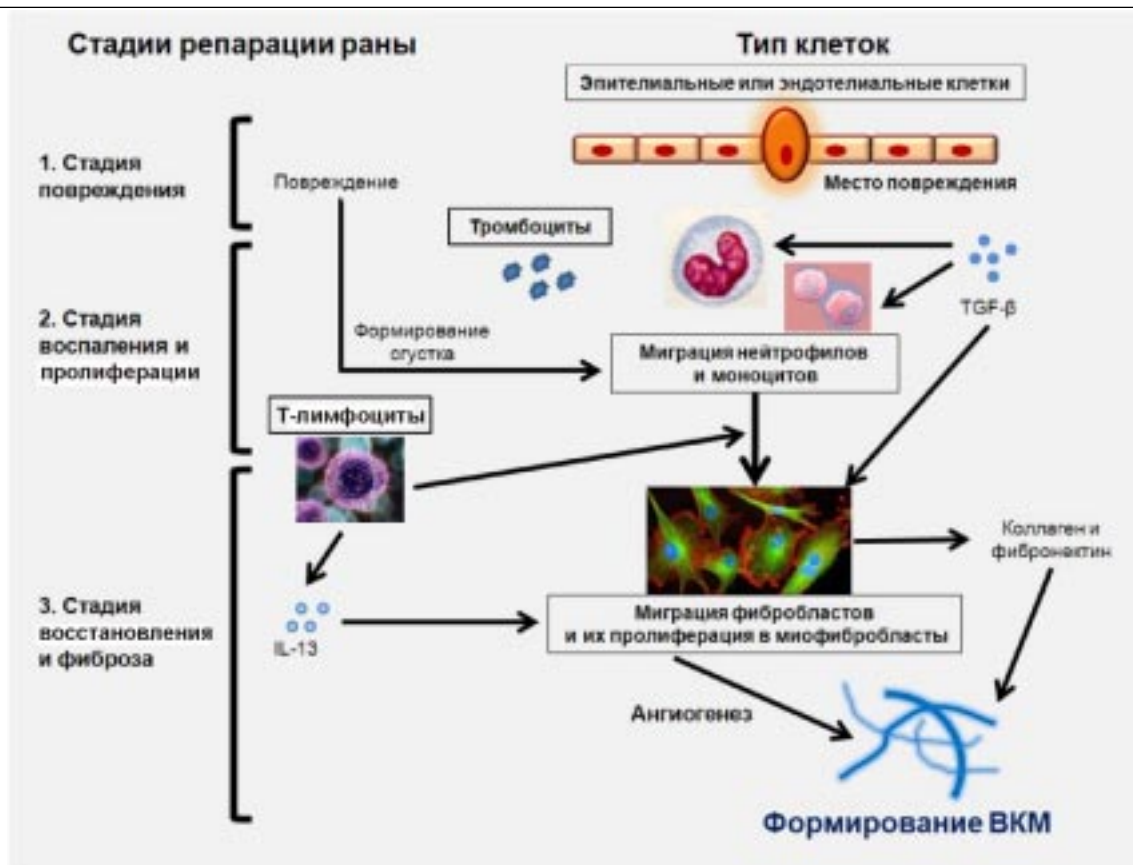 Стадии репарации раны
Тип клеток
Эпителиальные или эндотелиальные клетки
1. Стадия
повреждения
Повреждение
Место повреждения
Тромбоциты
TGF-β
2. Стадия
воспаления и
пролиферации
Формирование
сгустка
Миграция нейтрофилов
и моноцитов
Т-лимфоциты
Коллаген и
фибронектин
3. Стадия
восстановления
и фиброза
IL-13
Миграция фибробластов
и их пролиферация в миофибробласты
Ангиогенез
Формирование ВКМ